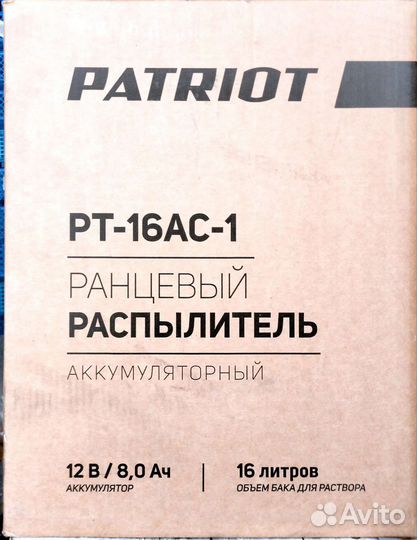 PATRIOT
PT-16AC-1
РАНЦЕВЫЙ
РАСПЫЛИТЕЛЬ
АККУМУЛЯТОРНЫЙ
12 В / 8,0 Ач
АККУМУЛЯТОР
16 литров
ОБЪЕМ БАКА ДЛЯ РАСТВОРА
Avito